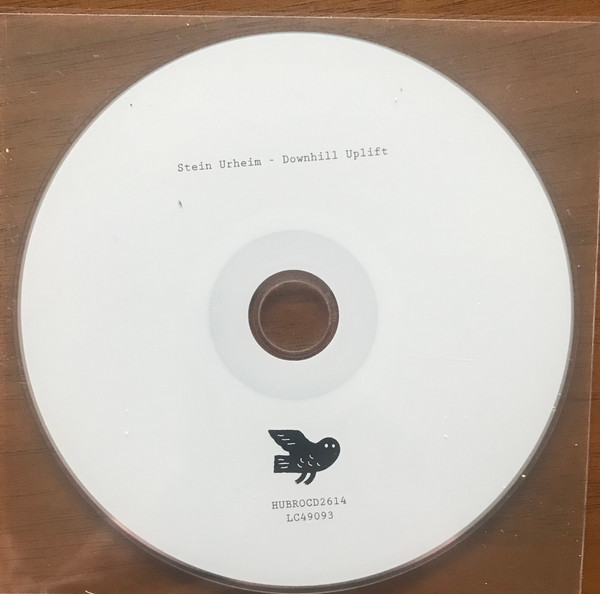 Stein Urheim - Downhill Uplift
HUBROCD2614
LC49093